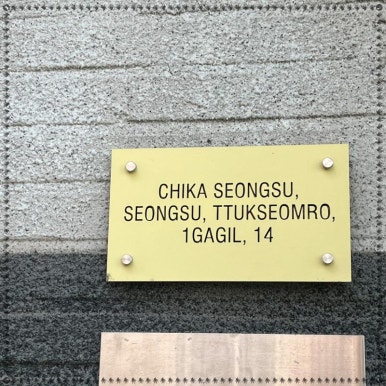 CHIKA SEONGSU,
SEONGSU, TTUKSEOMRO,
1GAGIL, 14